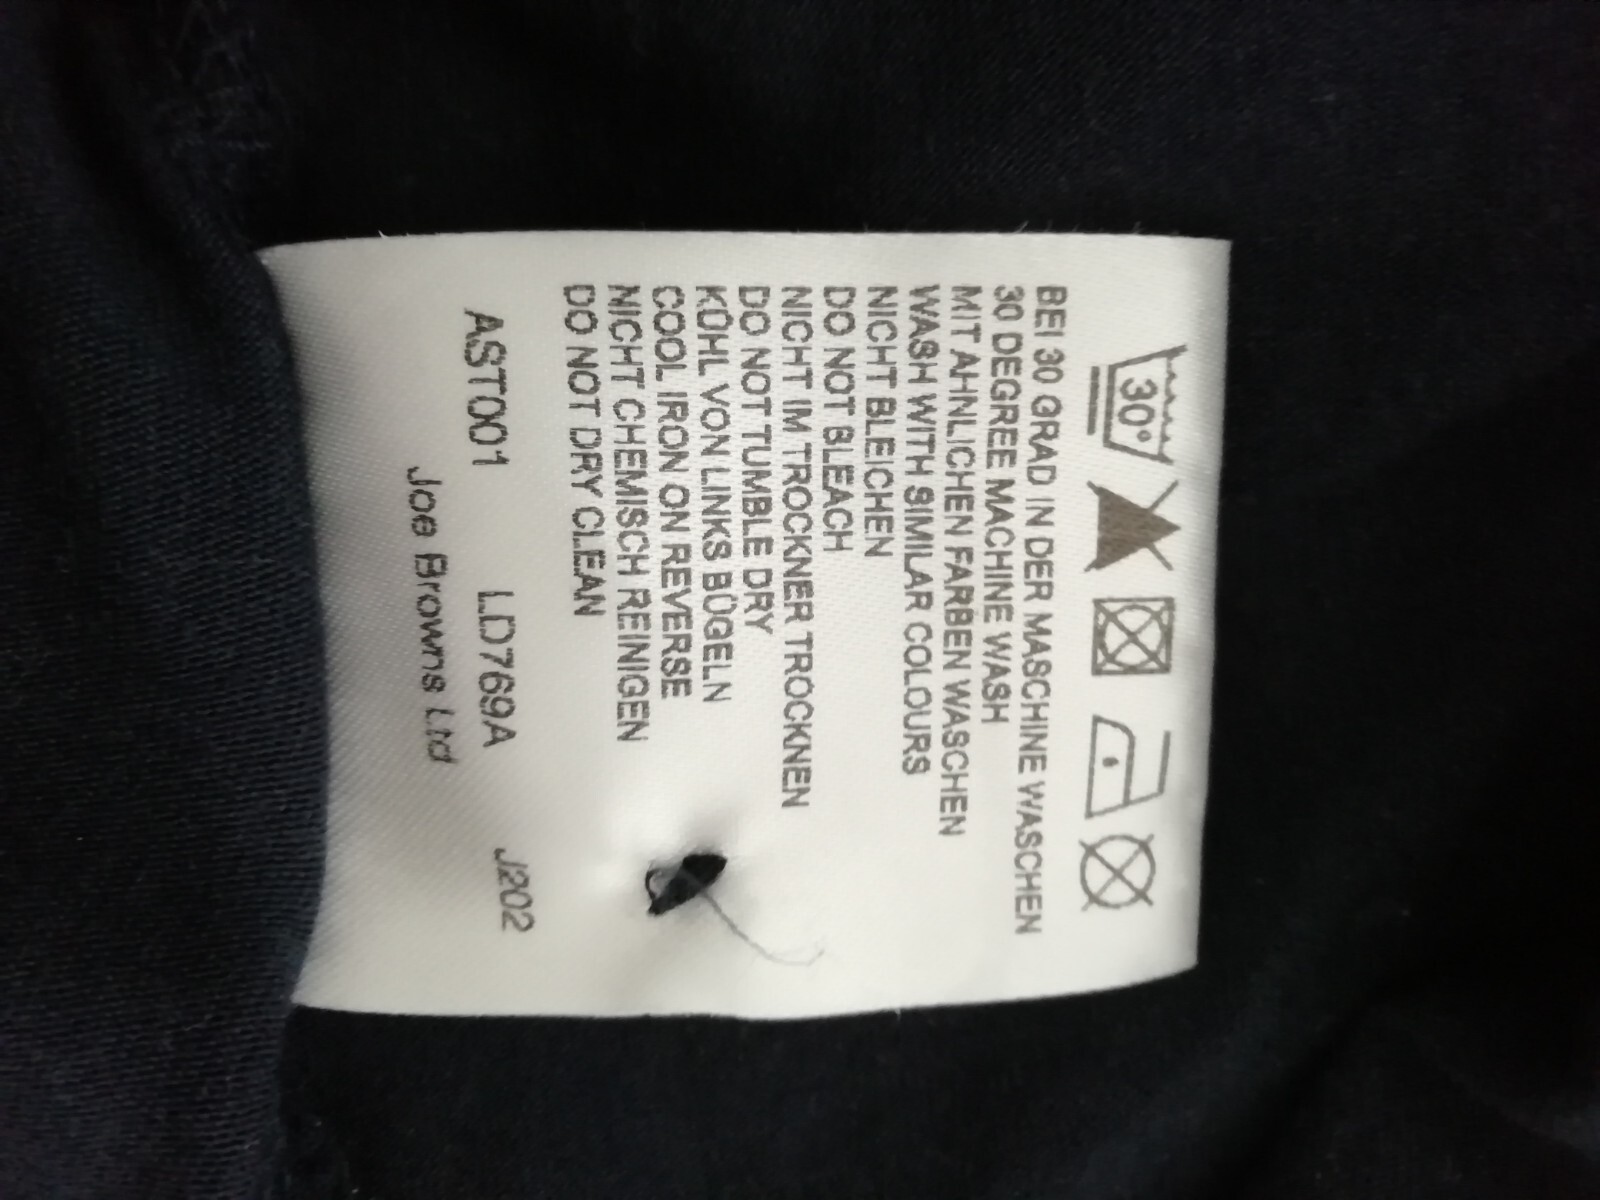 30°
BEI 30 GRAD IN DER MASCHINE WASCHEN
30 DEGREE MACHINE WASH
MIT AHNLICHEN FARBEN WASCHEN
WASH WITH SIMILAR COLOURS
NICHT BLEICHEN
DO NOT BLEACH
NICHT IM TROCKNER TROCKNEN
DO NOT TUMBLE DRY
KÜHL VON LINKS BÜGELN
COOL IRON ON REVERSE
NICHT CHEMISCH REINIGEN
DO NOT DRY CLEAN
AST001 LD769A J202
Joe Browns Ltd